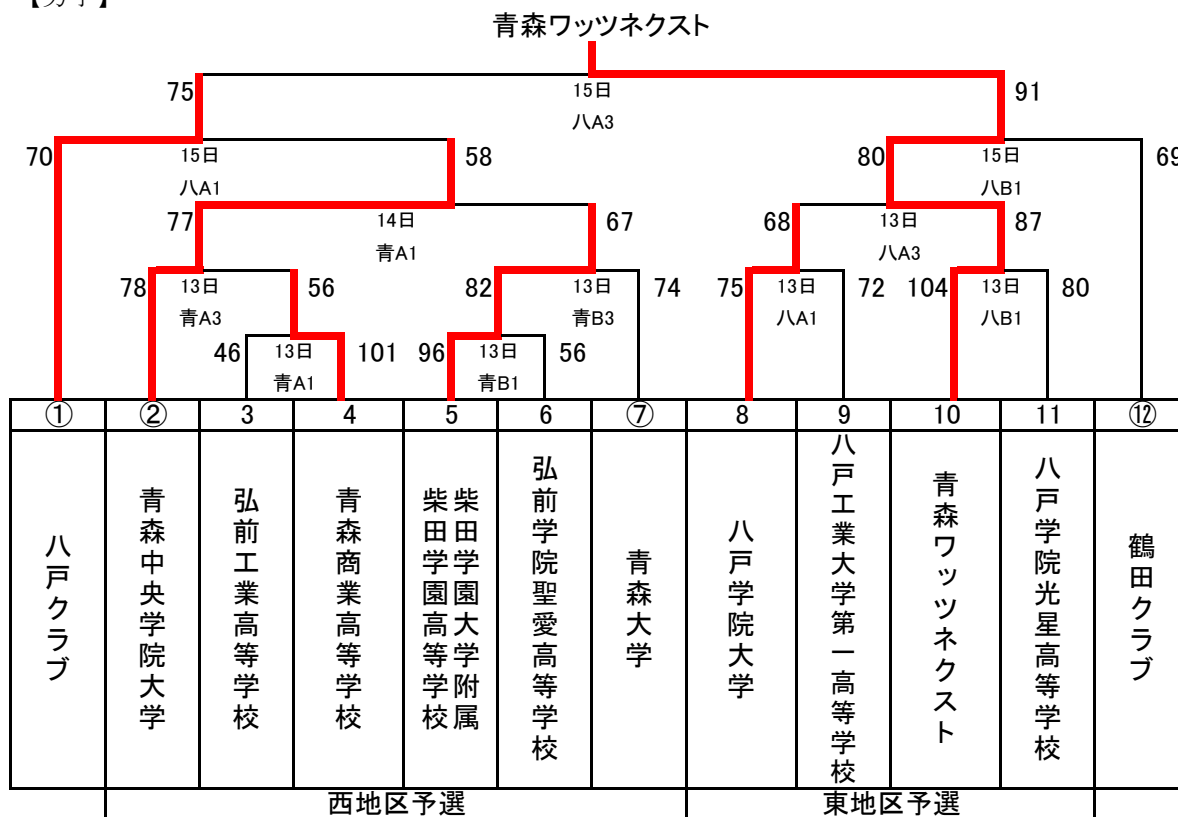 青森ワッツネクスト
75
15日
八A3
91
70
15日
八A1
58
80
15日
八B1
69
77
14日
青A1
67
68
13日
八A3
87
78
13日
青A3
56
82
13日
青B3
74
75
13日
八A1
72
104
13日
八B1
80
46
13日
青A1
101
96
13日
青B1
56
① ② 3 4 5 6 ⑦ 8 9 10 11 ⑫
八戸クラブ
青森中央学院大学
弘前工業高等学校
青森商業高等学校
柴田学園大学附属
柴田学園高等学校
弘前学院聖愛高等学校
青森大学
八戸学院大学
八戸工業大学第一高等学校
青森ワッツネクスト
八戸学院光星高等学校
鶴田クラブ
西地区予選
東地区予選